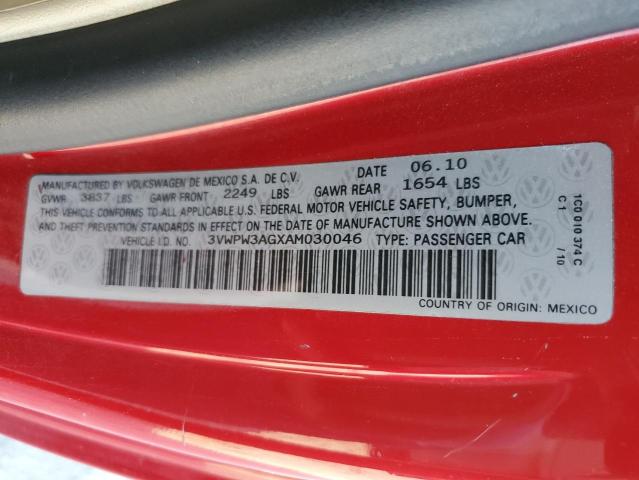 MANUFACTURED BY VOLKSWAGEN DE MEXICO S.A. DE C.V. DATE 06.10
GVWR 3837 LBS GAWR FRONT 2249 LBS GAWR REAR 1654 LBS
THIS VEHICLE CONFORMS TO ALL APPLICABLE U.S. FEDERAL MOTOR VEHICLE SAFETY, BUMPER,
AND THEFT PREVENTION STANDARDS IN EFFECT ON THE DATE OF MANUFACTURE SHOWN ABOVE.
VEHICLE I.D. NO. 3VWPW3AGXAM030046 TYPE: PASSENGER CAR
COUNTRY OF ORIGIN: MEXICO
1C0 010 374 C
C1 /10